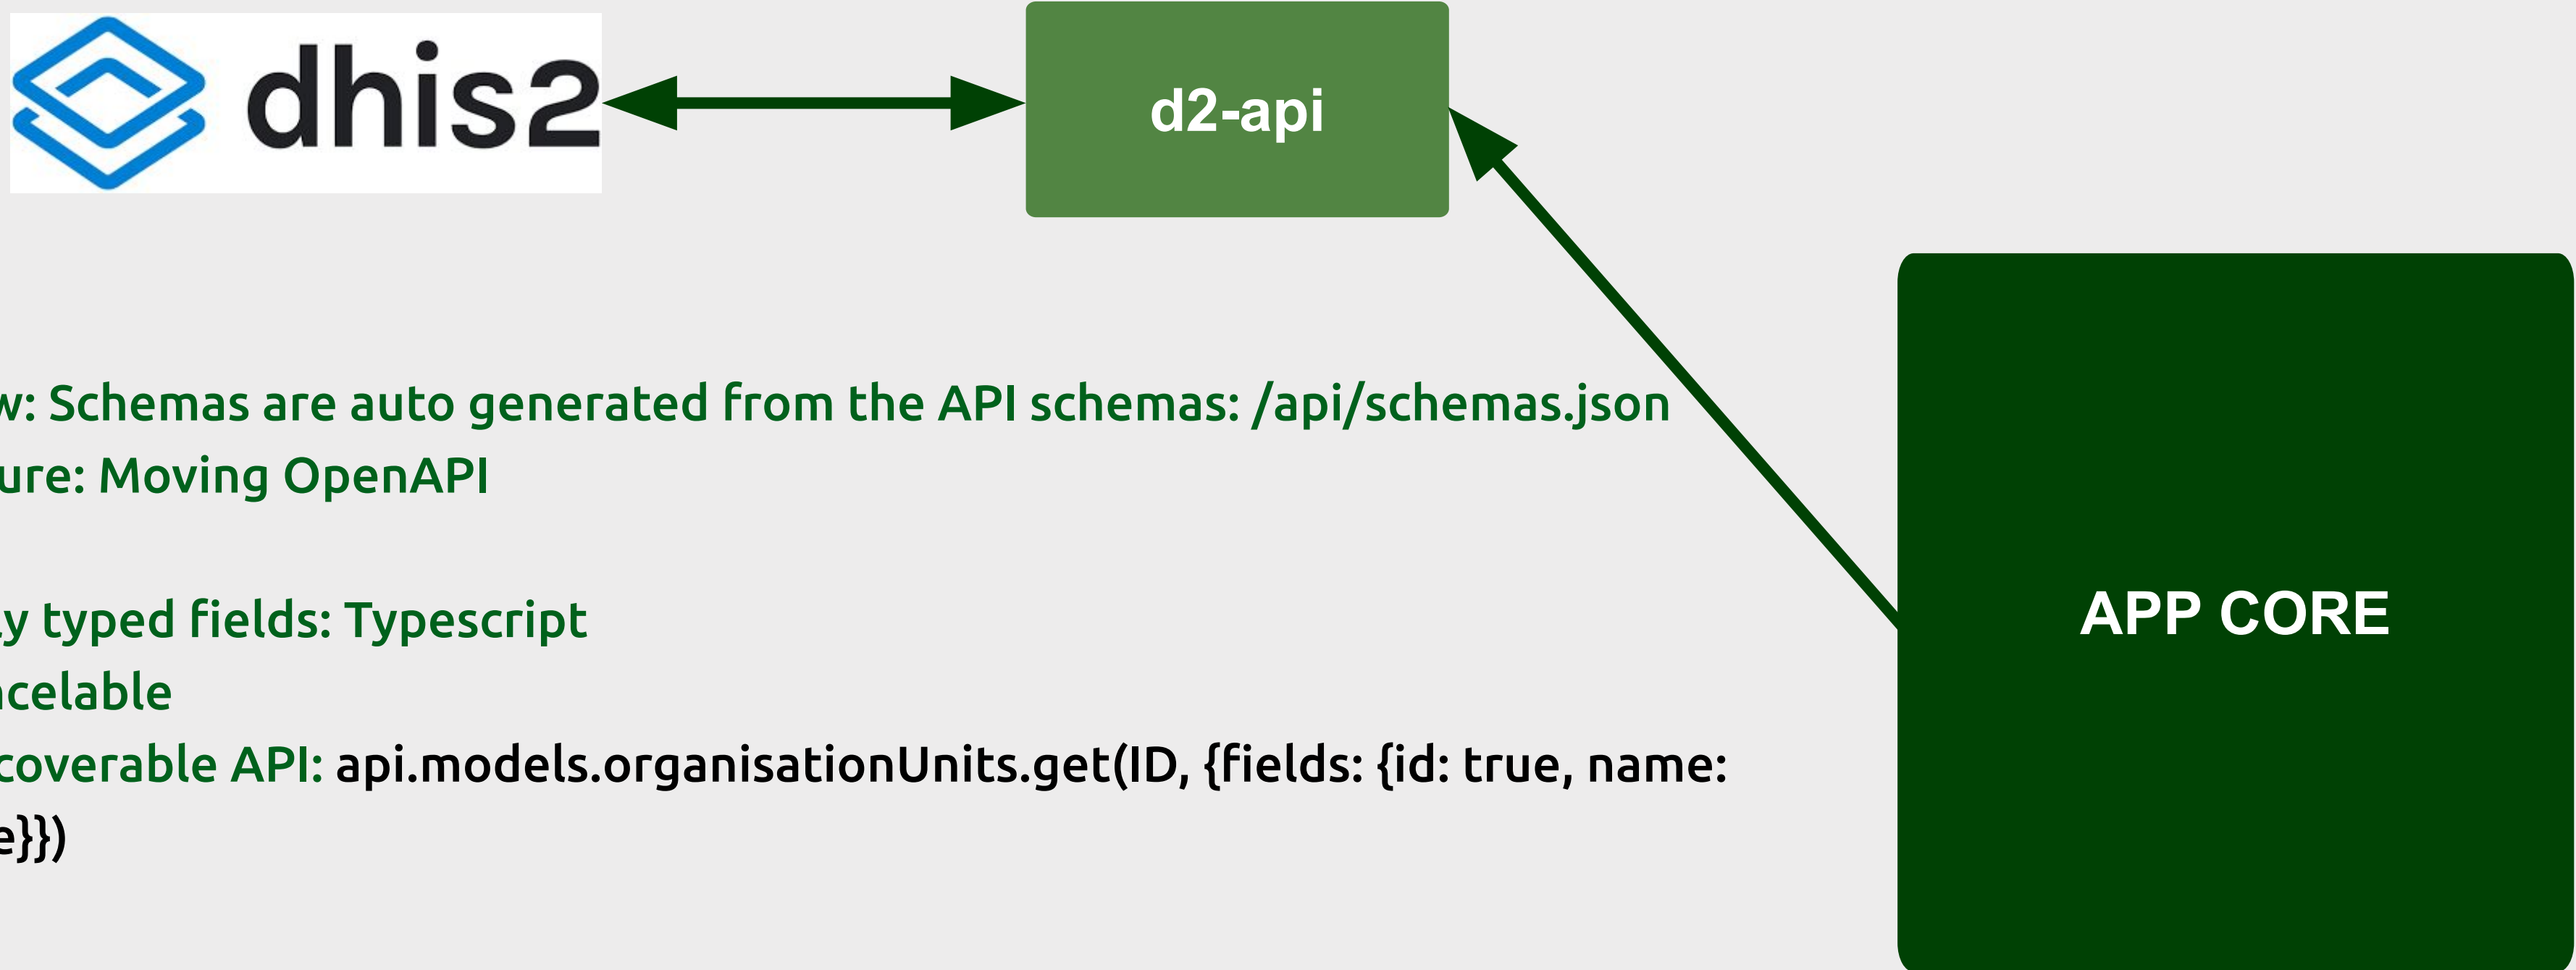 dhis2
d2-api
w: Schemas are auto generated from the API schemas: /api/schemas.json
ure: Moving OpenAPI
ly typed fields: Typescript
celable
coverable API: api.models.organisationUnits.get(ID, {fields: {id: true, name:
e}})
APP CORE